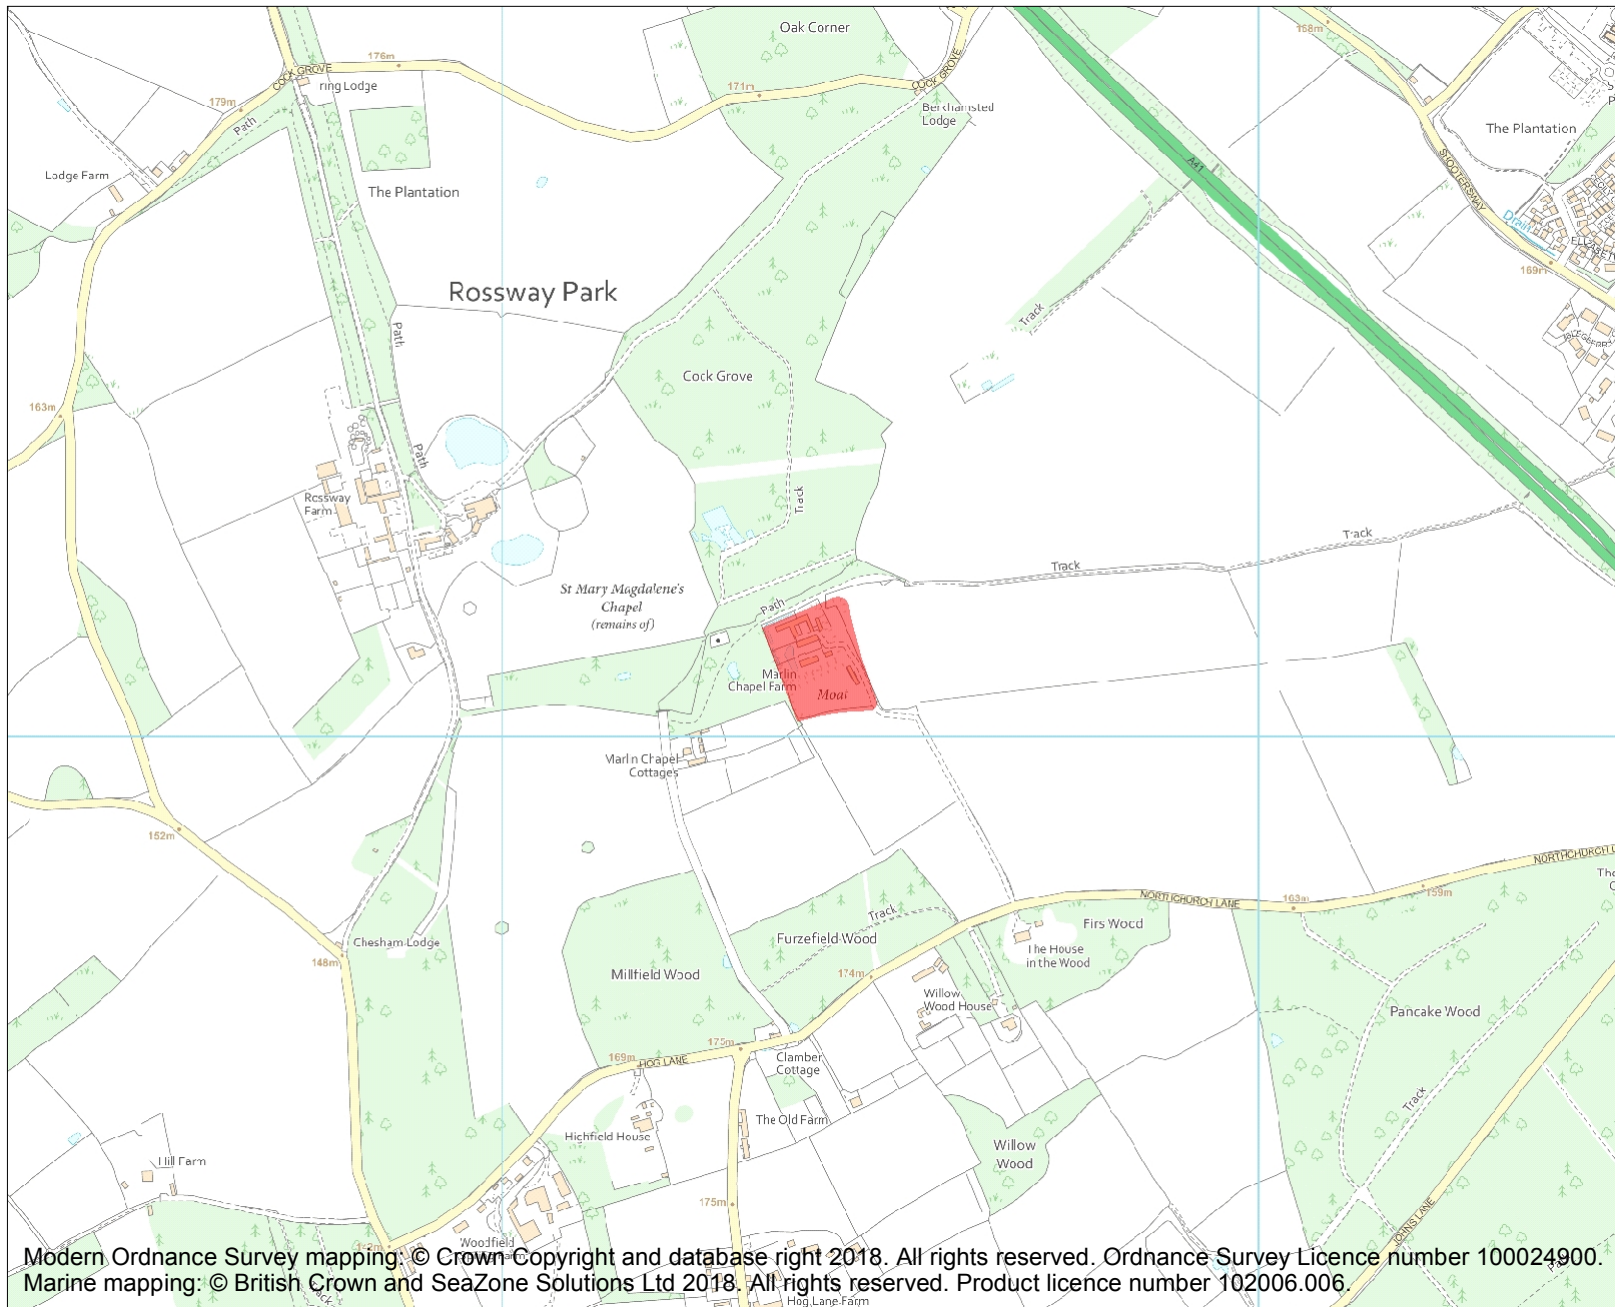 Oak Corner
168m
176m
COCK GROVE
ring Lodge
171m
COCK GROVE
179m
Path
Berkhamsted
Lodge
The Plantation
Lodge Farm
The Plantation
A41
SHOOTERSWAY
Drain
169m
Rossway Park
Track
Path
Cock Grove
163m
Path
Rossway
Farm
Track
Track
Track
St Mary Magdalene's
Chapel
(remains of)
Path
Marlin
Chapel Farm
Moat
Marlin Chapel
Cottages
152m
NORTHCHURCH
159m
NORTHCHURCH LANE
163m
Track
Firs Wood
Furzefield Wood
Chesham Lodge
The House
in the Wood
148m
Millfield Wood
174m
Willow
Wood House
Pancake Wood
175m
169m
HOG LANE
Clamber
Cottage
Track
The Old Farm
Highfield House
Willow
Wood
Hill Farm
175m
JOHNS LANE
Woodfield
Modern Ordnance Survey mapping: © Crown Copyright and database right 2018. All rights reserved. Ordnance Survey Licence number 100024900.
Marine mapping: © British Crown and SeaZone Solutions Ltd 2018. All rights reserved. Product licence number 102006.006.
Hog Lane Farm